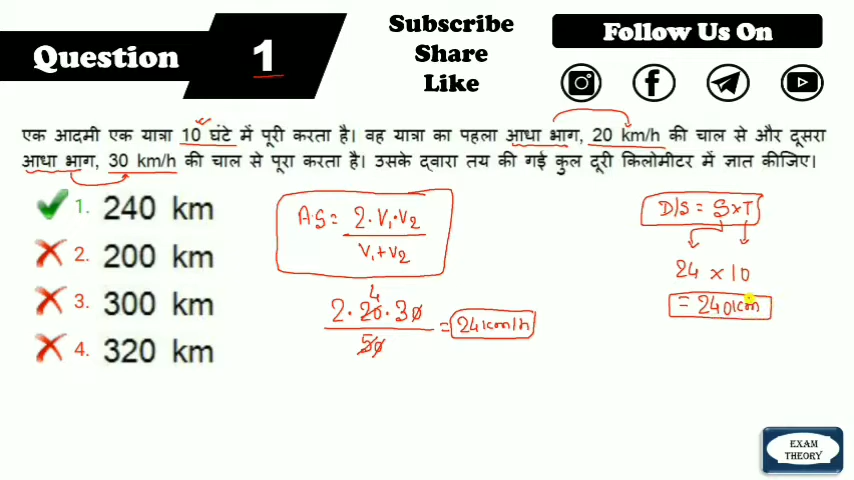 Question 1
Subscribe
Share
Like
Follow Us On
एक आदमी एक यात्रा 10 घंटे में पूरी करता है। वह यात्रा का पहला आधा भाग, 20 km/h की चाल से और दूसरा
आधा भाग, 30 km/h की चाल से पूरा करता है। उसके द्वारा तय की गई कुल दूरी किलोमीटर में ज्ञात कीजिए।
1. 240 km
2. 200 km
3. 300 km
4. 320 km
A.S = 2·V₁·V₂
V₁+V₂
4
2·20·30
50
= 24km/h
D/S = S×T
24 × 10
= 240km
EXAM
THEORY